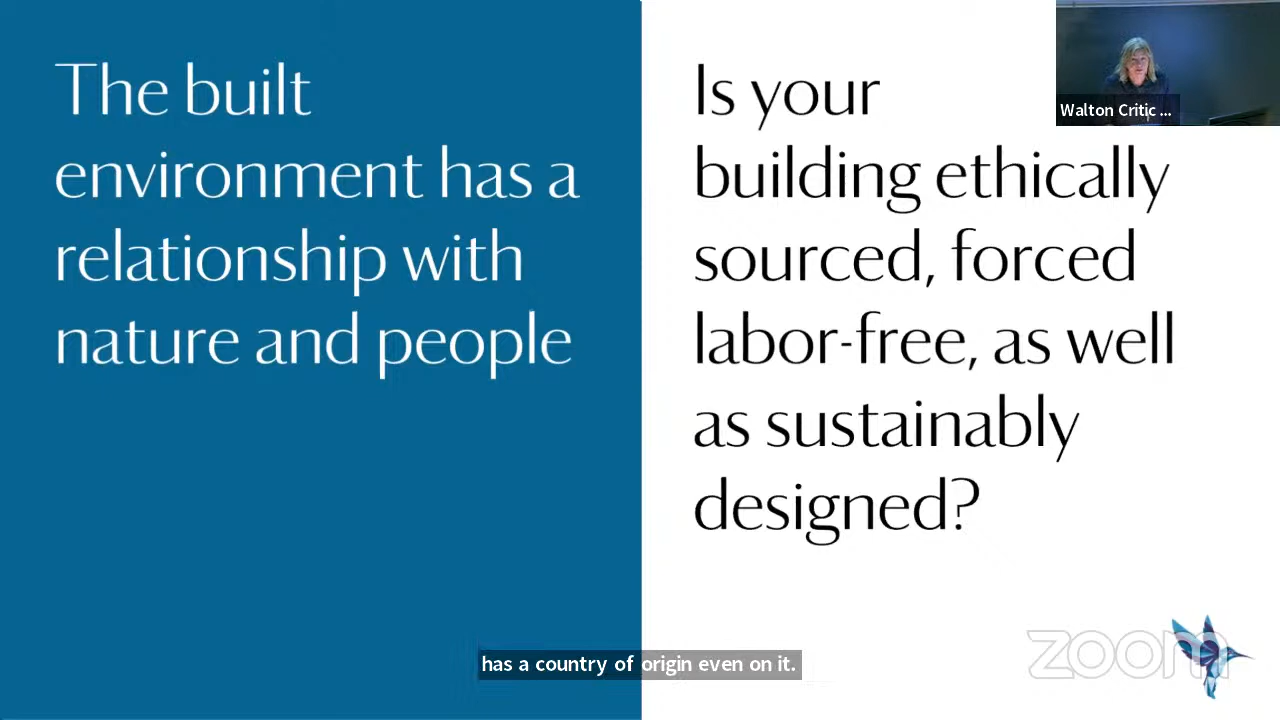 The built
environment has a
relationship with
nature and people
Is your
building ethically
sourced, forced
labor-free, as well
as sustainably
designed?
Walton Critic ...
has a country of origin even on it.
zoom